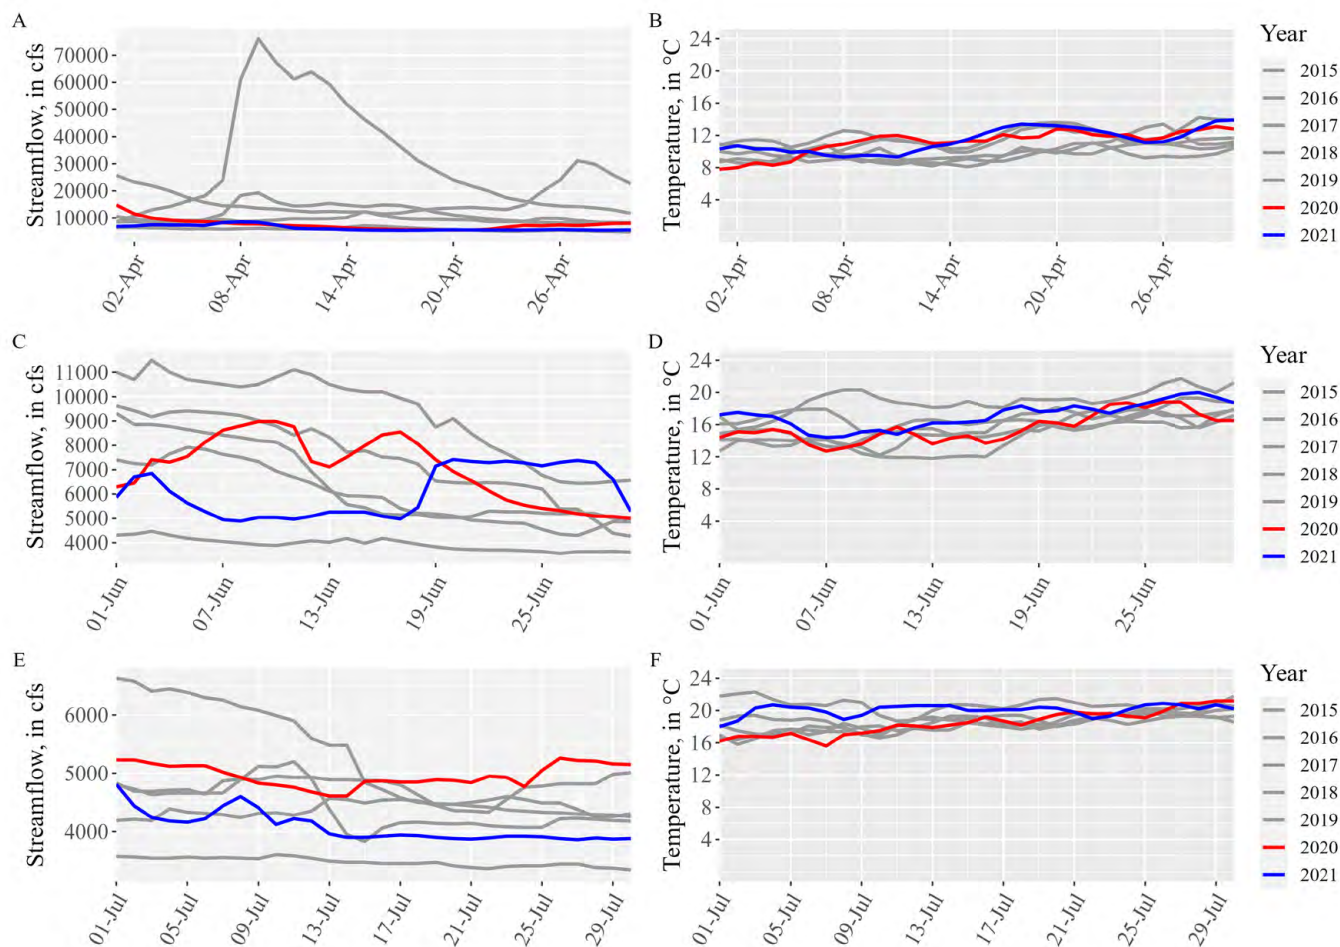 A
Streamflow, in cfs
70000
60000
50000
40000
30000
20000
10000
02-Apr
08-Apr
14-Apr
20-Apr
26-Apr
B
Temperature, in °C
24
20
16
12
8
4
02-Apr
08-Apr
14-Apr
20-Apr
26-Apr
Year
2015
2016
2017
2018
2019
2020
2021
C
Streamflow, in cfs
11000
10000
9000
8000
7000
6000
5000
4000
01-Jun
07-Jun
13-Jun
19-Jun
25-Jun
D
Temperature, in °C
24
20
16
12
8
4
01-Jun
07-Jun
13-Jun
19-Jun
25-Jun
Year
2015
2016
2017
2018
2019
2020
2021
E
Streamflow, in cfs
6000
5000
4000
01-Jul
05-Jul
09-Jul
13-Jul
17-Jul
21-Jul
25-Jul
29-Jul
F
Temperature, in °C
24
20
16
12
8
4
01-Jul
05-Jul
09-Jul
13-Jul
17-Jul
21-Jul
25-Jul
29-Jul
Year
2015
2016
2017
2018
2019
2020
2021